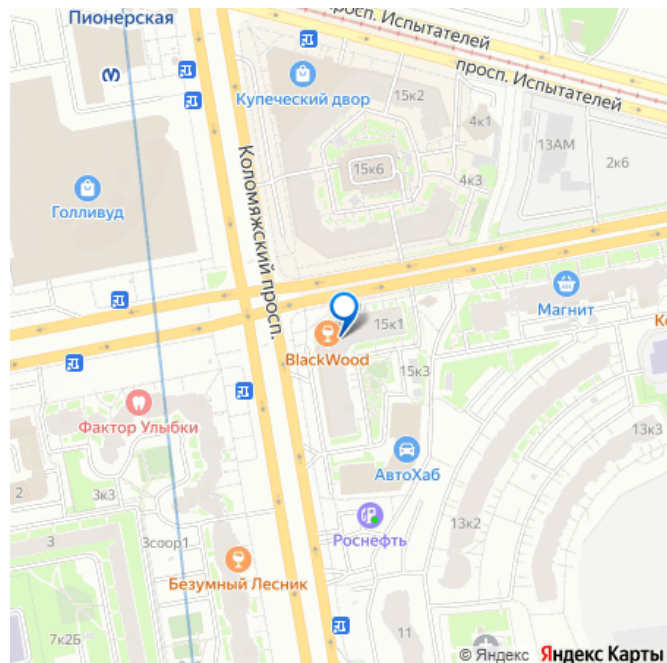 Пионерская
просп. Испытателей
просп. Испытателей
Купеческий двор
15к2
4к1
13АМ
2к6
15к6
4к3
Голливуд
Коломяжский просп.
Магнит
15к1
BlackWood
15к3
Фактор Улыбки
13к3
АвтоХаб
2
3к3
Роснефть
13к2
3
3соор1
Безумный Лесник
7к2Б
11
© Яндекс Яндекс Карты